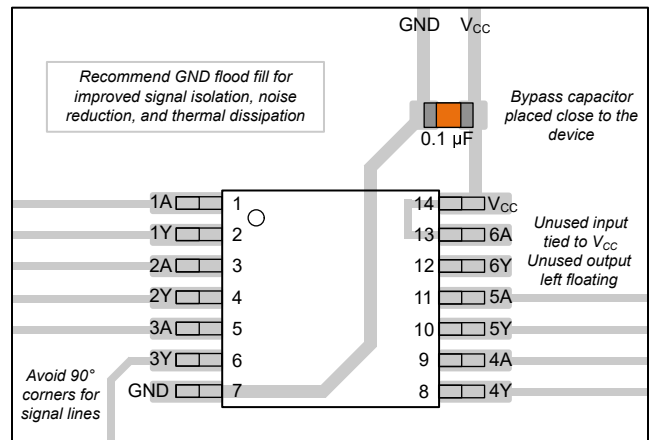 GND VCC
Recommend GND flood fill for
improved signal isolation, noise
reduction, and thermal dissipation
Bypass capacitor
placed close to the
device
0.1 µF
1A 1 14 VCC
1Y 2 13 6A
2A 3 12 6Y
2Y 4 11 5A
3A 5 10 5Y
3Y 6 9 4A
GND 7 8 4Y
Unused input
tied to VCC
Unused output
left floating
Avoid 90°
corners for
signal lines